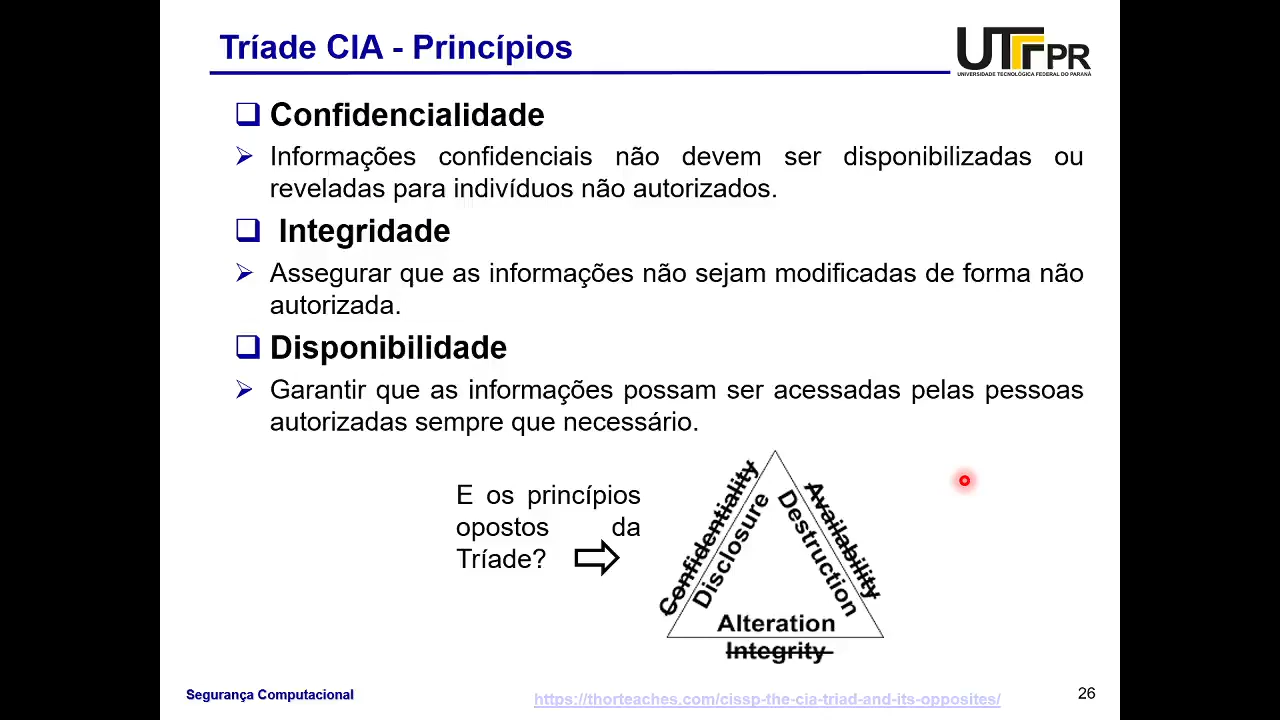 Tríade CIA - Princípios
UTFPR
UNIVERSIDADE TECNOLÓGICA FEDERAL DO PARANÁ
Confidencialidade
Informações confidenciais não devem ser disponibilizadas ou
reveladas para indivíduos não autorizados.
Integridade
Assegurar que as informações não sejam modificadas de forma não
autorizada.
Disponibilidade
Garantir que as informações possam ser acessadas pelas pessoas
autorizadas sempre que necessário.
E os princípios
opostos da
Tríade?
Confidentiality
Disclosure
Availability
Destruction
Alteration
Integrity
Segurança Computacional
https://thorteaches.com/cissp-the-cia-triad-and-its-opposites/
26